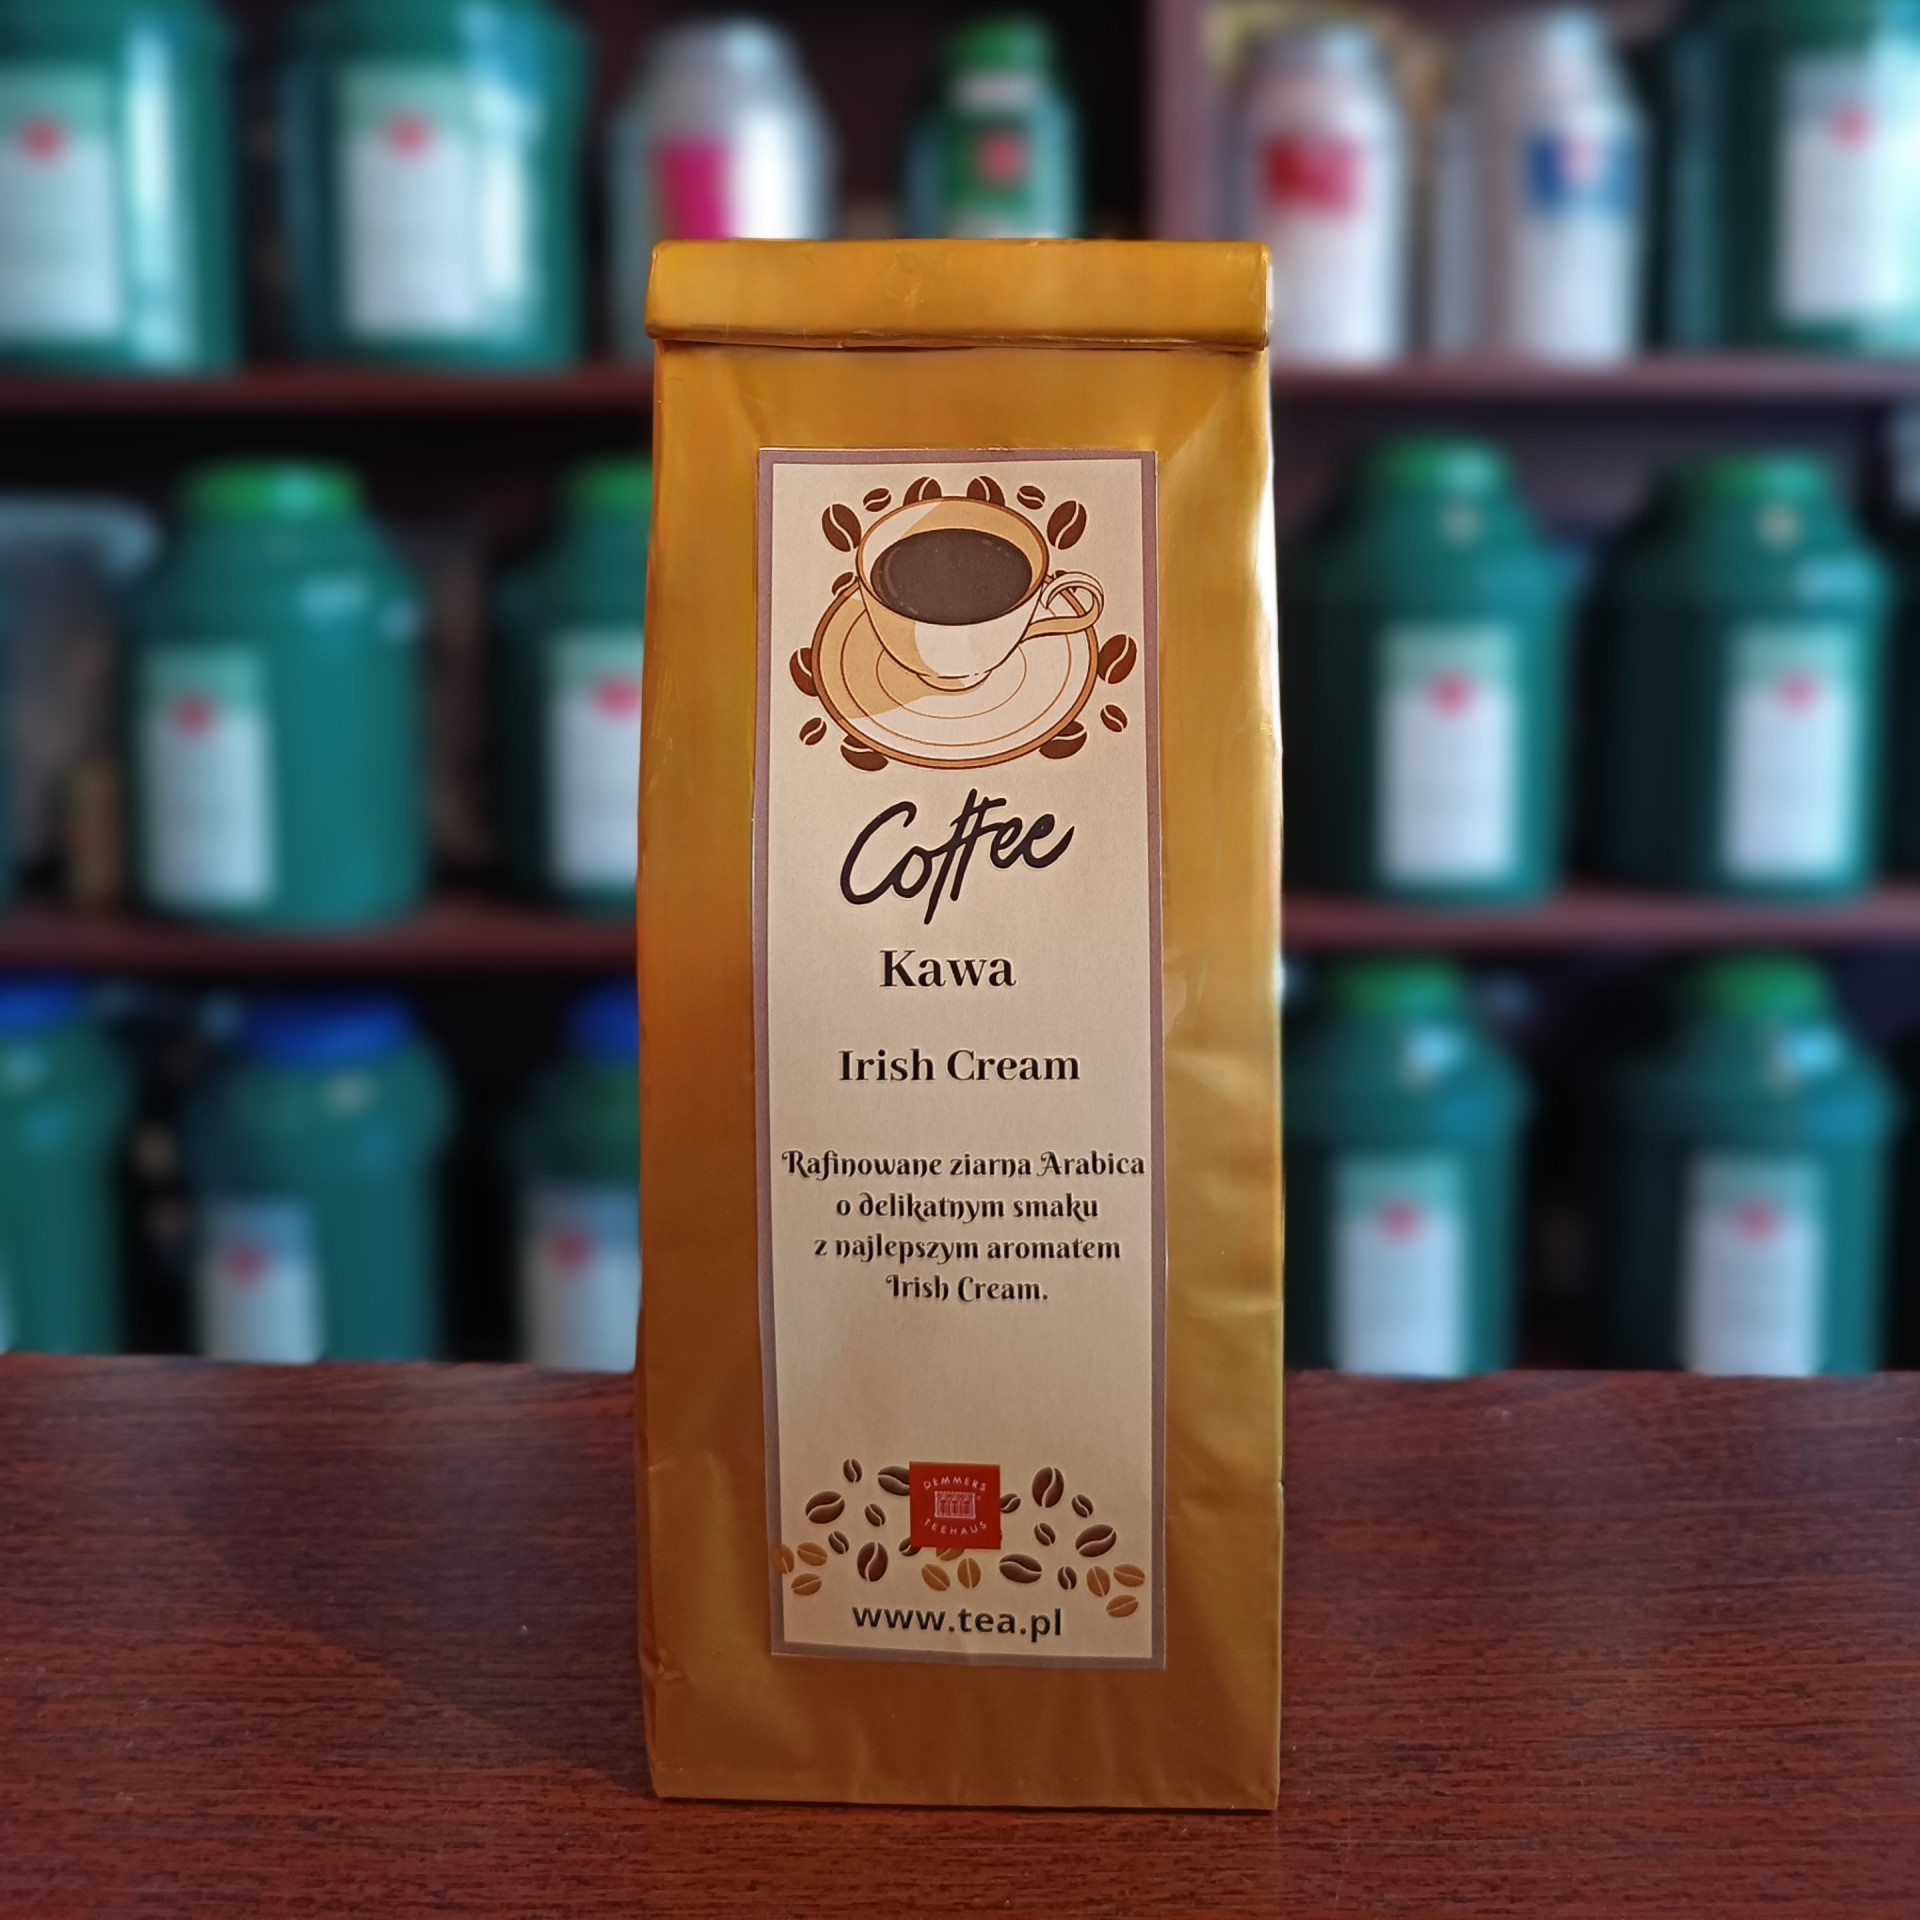 Coffee
Kawa
Irish Cream
Rafinowane ziarna Arabica
o delikatnym smaku
z najlepszym aromatem
Irish Cream.
DEMMERS
TEEHAUS
www.tea.pl